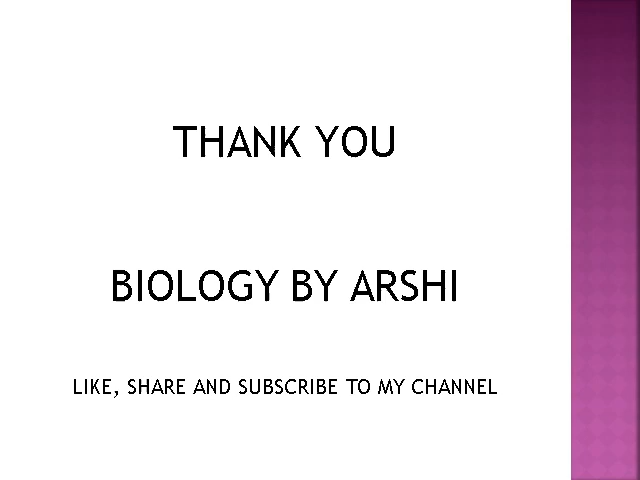 THANK YOU
BIOLOGY BY ARSHI
LIKE, SHARE AND SUBSCRIBE TO MY CHANNEL